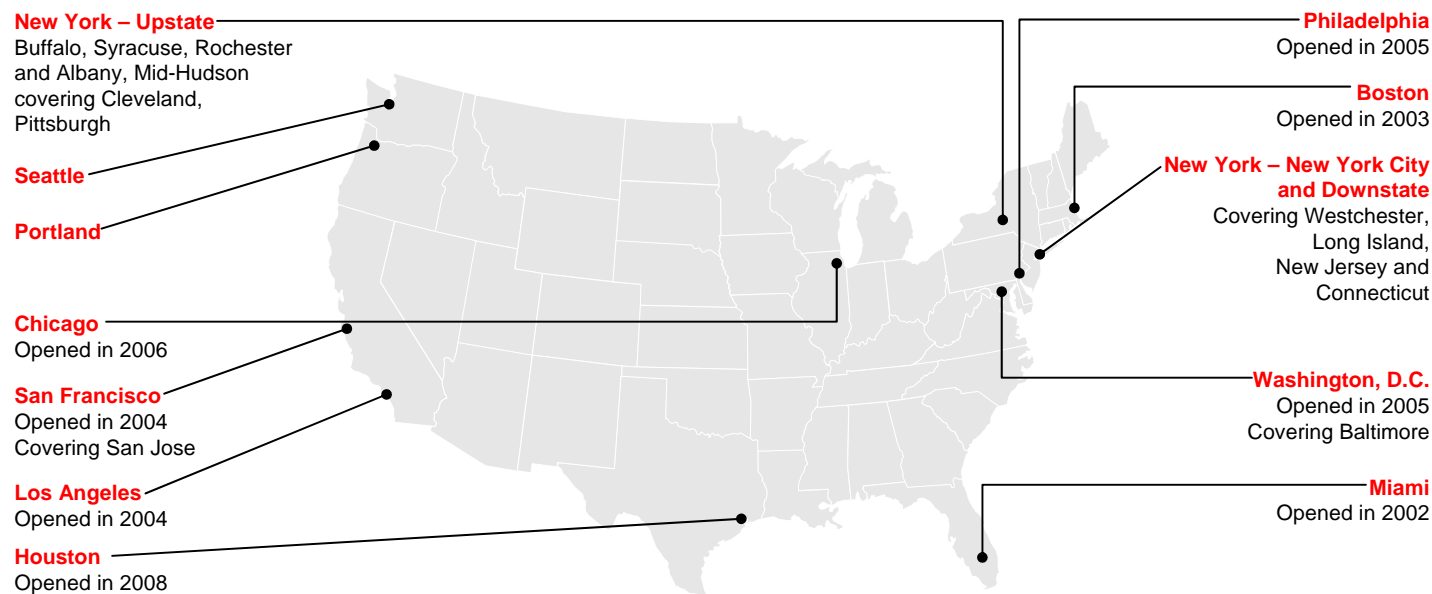 New York – Upstate
Buffalo, Syracuse, Rochester
and Albany, Mid-Hudson
covering Cleveland,
Pittsburgh
Seattle
Portland
Chicago
Opened in 2006
San Francisco
Opened in 2004
Covering San Jose
Los Angeles
Opened in 2004
Houston
Opened in 2008
Philadelphia
Opened in 2005
Boston
Opened in 2003
New York – New York City
and Downstate
Covering Westchester,
Long Island,
New Jersey and
Connecticut
Washington, D.C.
Opened in 2005
Covering Baltimore
Miami
Opened in 2002